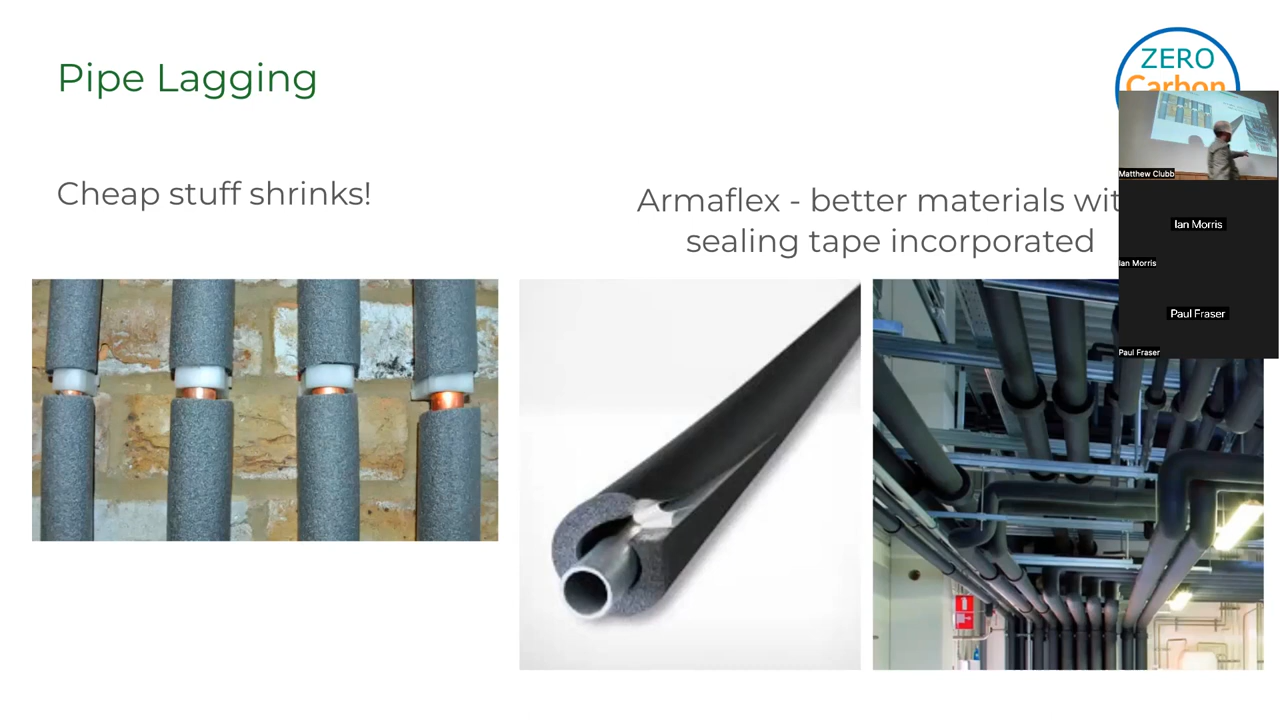 Pipe Lagging
ZERO
Carbon
Matthew Clubb
Cheap stuff shrinks!
Armaflex - better materials wit
sealing tape incorporated
Ian Morris
Ian Morris
Paul Fraser
Paul Fraser